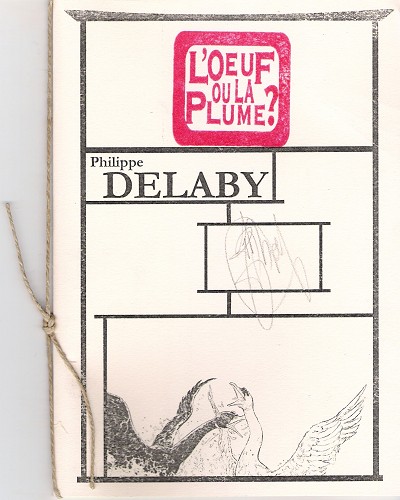 L'OEUF
OU LA
PLUME?
Philippe
DELABY